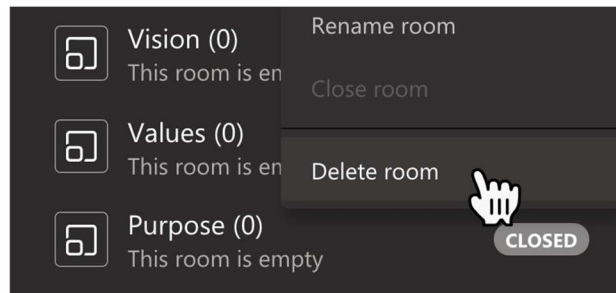 Vision (0)
This room is en
Rename room
Close room
Values (0)
This room is en
Delete room
Purpose (0)
This room is empty
CLOSED